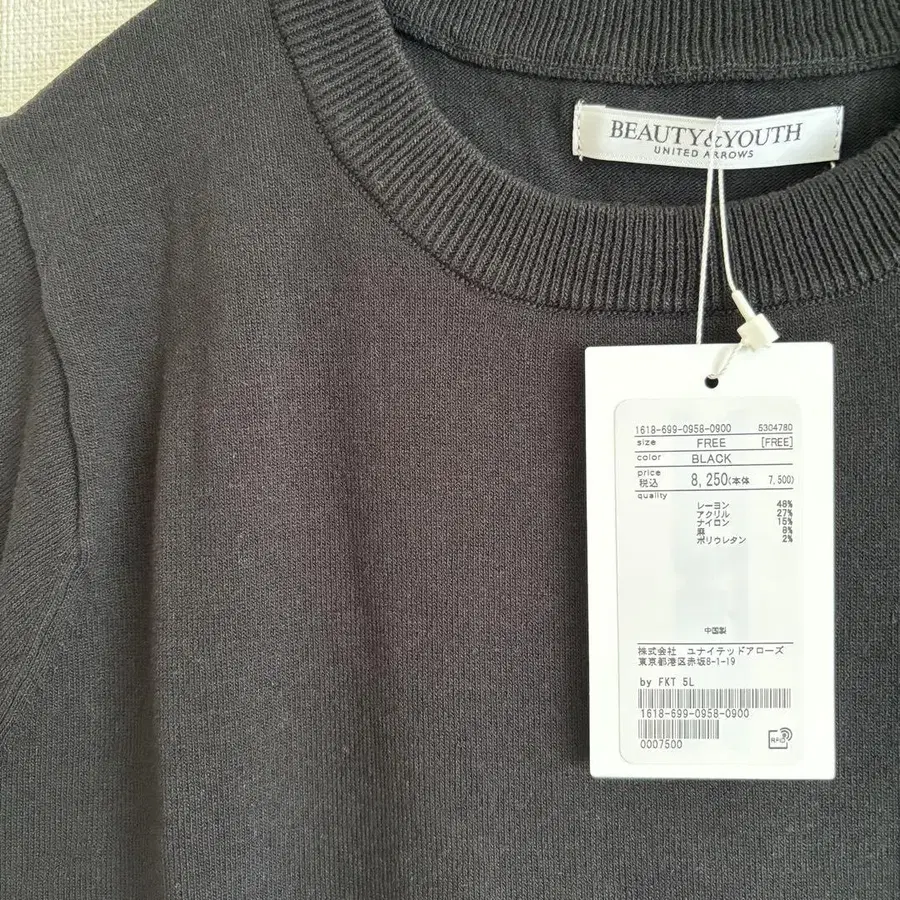 BEAUTY&YOUTH
UNITED ARROWS
1618-699-0958-0900 5304780
size FREE [FREE]
color BLACK
price
税込 8,250(本体 7,500)
quality
レーヨン 48%
アクリル 27%
ナイロン 15%
麻 8%
ポリウレタン 2%
中国製
株式会社 ユナイテッドアローズ
東京都港区赤坂8-1-19
by FKT 5L
1618-699-0958-0900
0007500
RFID